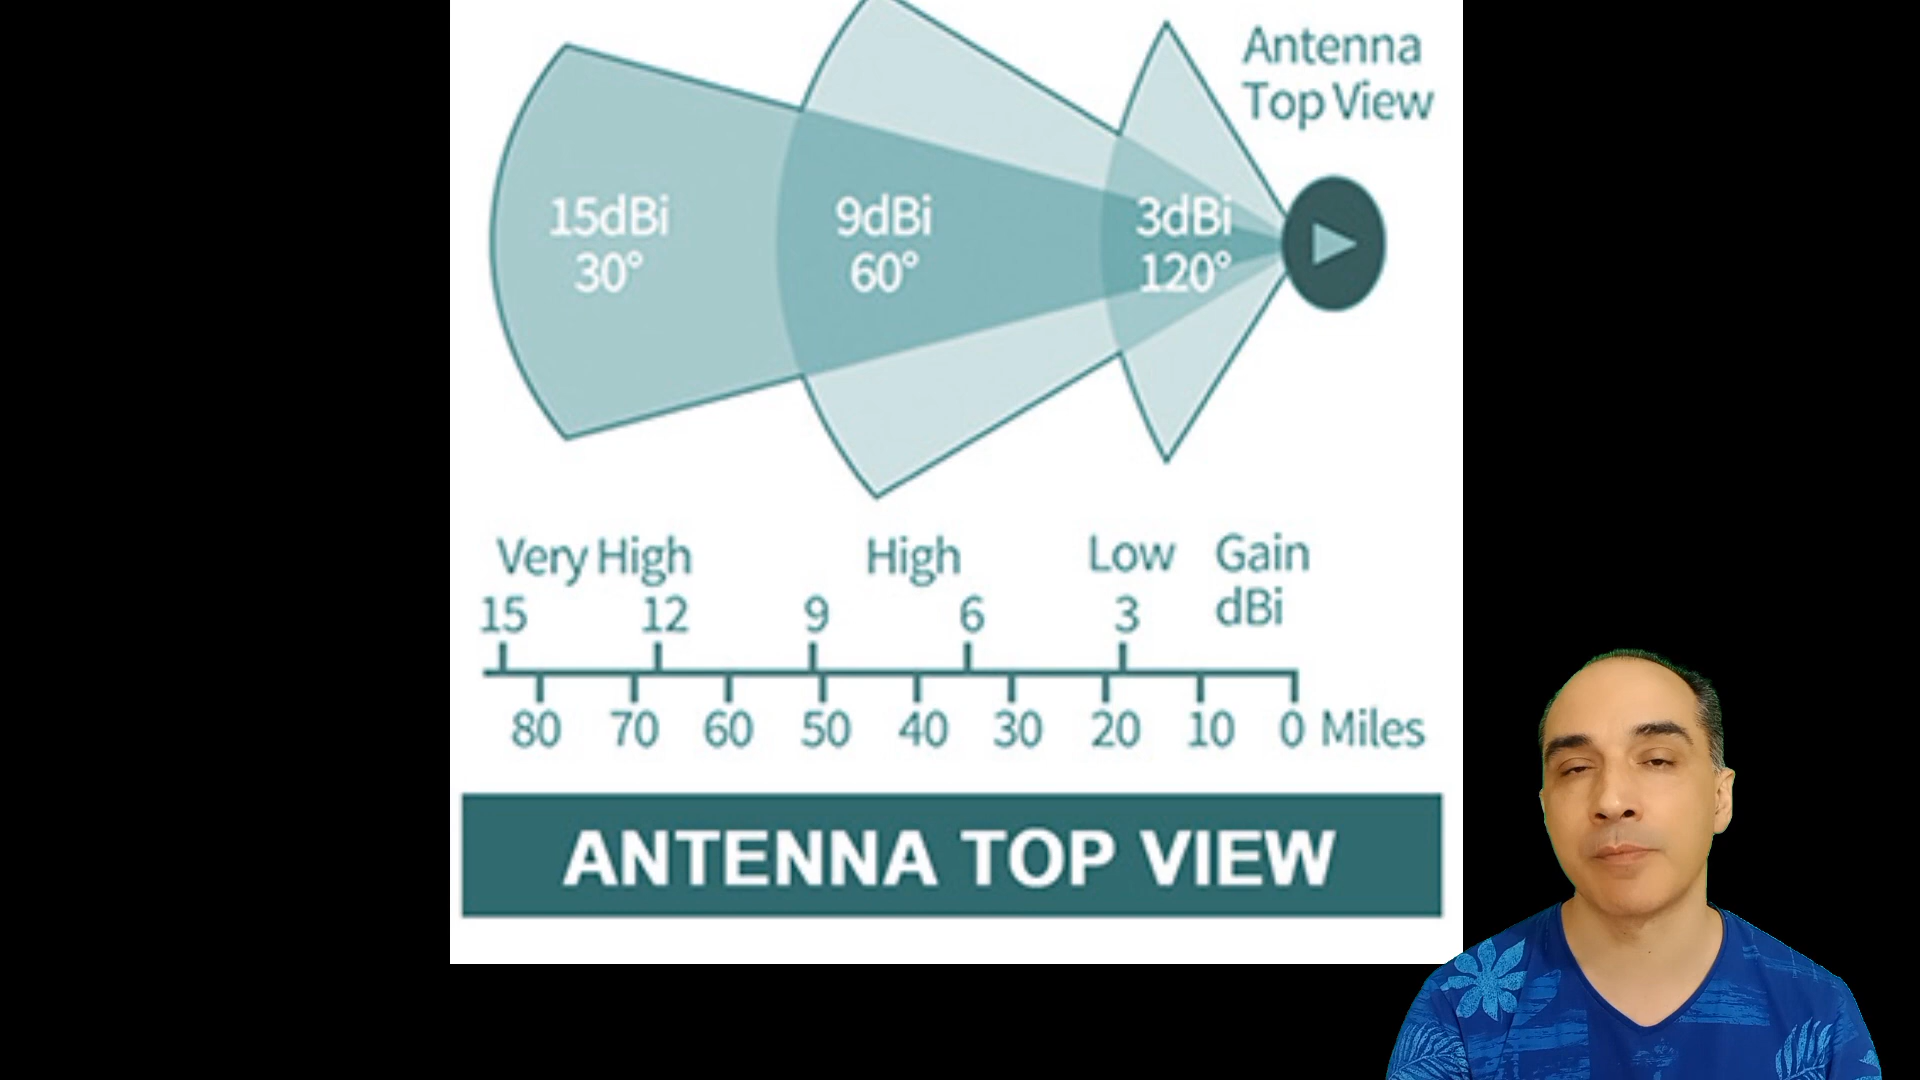 Antenna
Top View
15dBi
30°
9dBi
60°
3dBi
120°
Very High High Low Gain
15 12 9 6 3 dBi
80 70 60 50 40 30 20 10 0 Miles
ANTENNA TOP VIEW